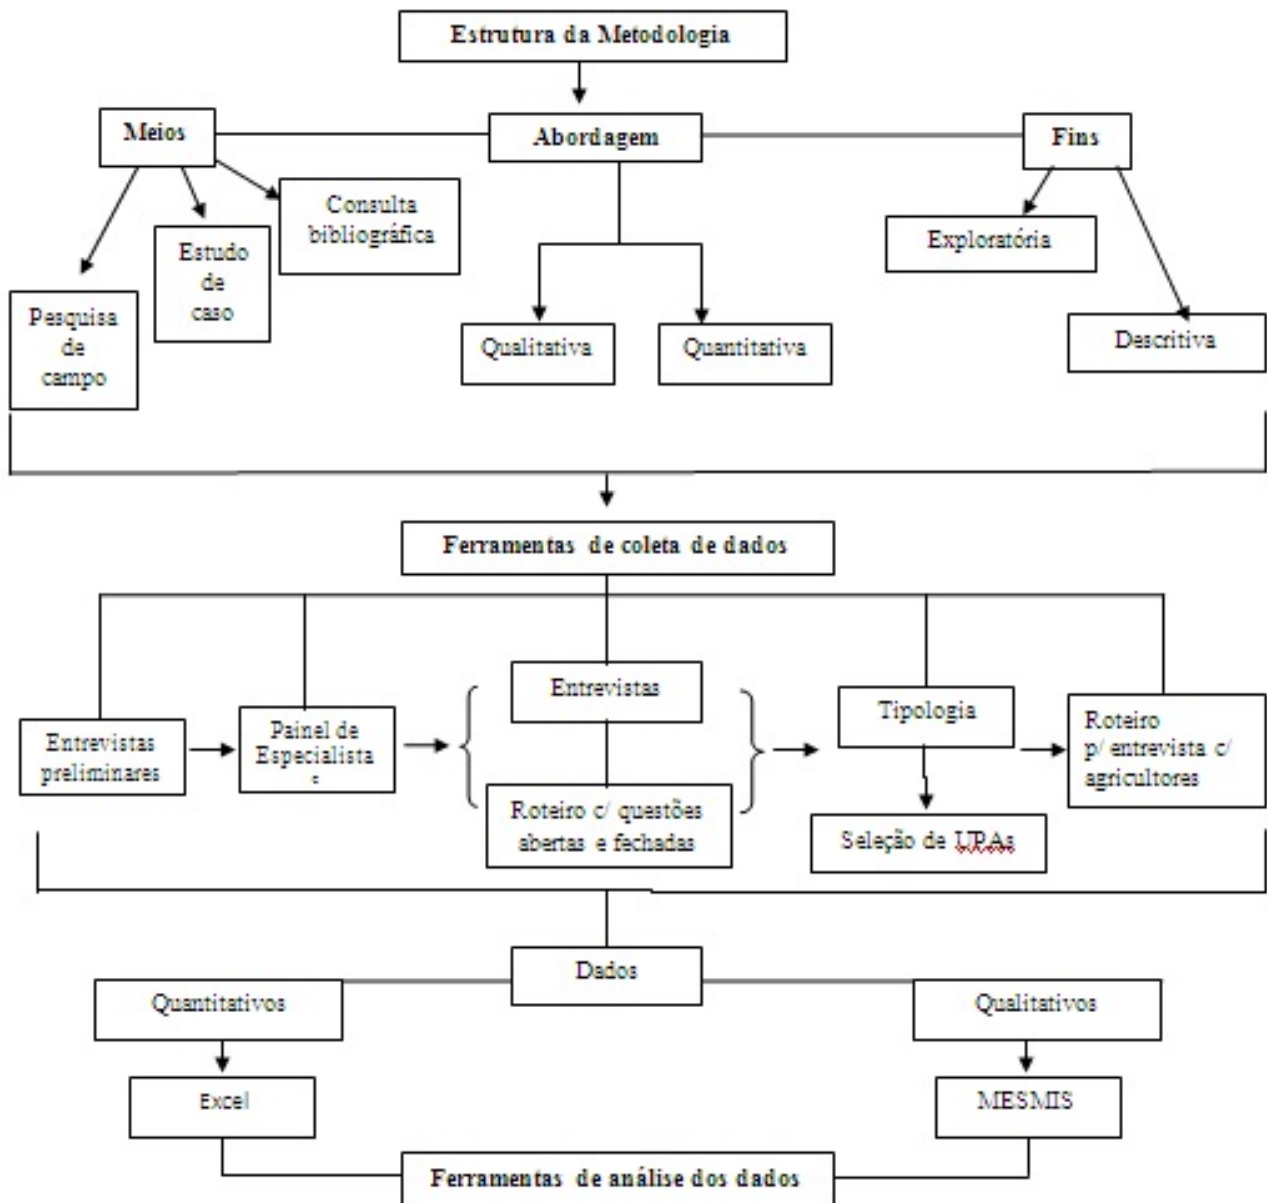 Estrutura da Metodologia
Meios
Abordagem
Fins
Consulta
bibliográfica
Estudo
de
caso
Pesquisa
de
campo
Qualitativa
Quantitativa
Exploratória
Descritiva
Ferramentas de coleta de dados
Entrevistas
preliminares
Painel de
Especialista
s
Entrevistas
Roteiro c/ questões
abertas e fechadas
Tipologia
Seleção de UPAs
Roteiro
p/ entrevista c/
agricultores
Dados
Quantitativos
Qualitativos
Excel
MESMIS
Ferramentas de análise dos dados